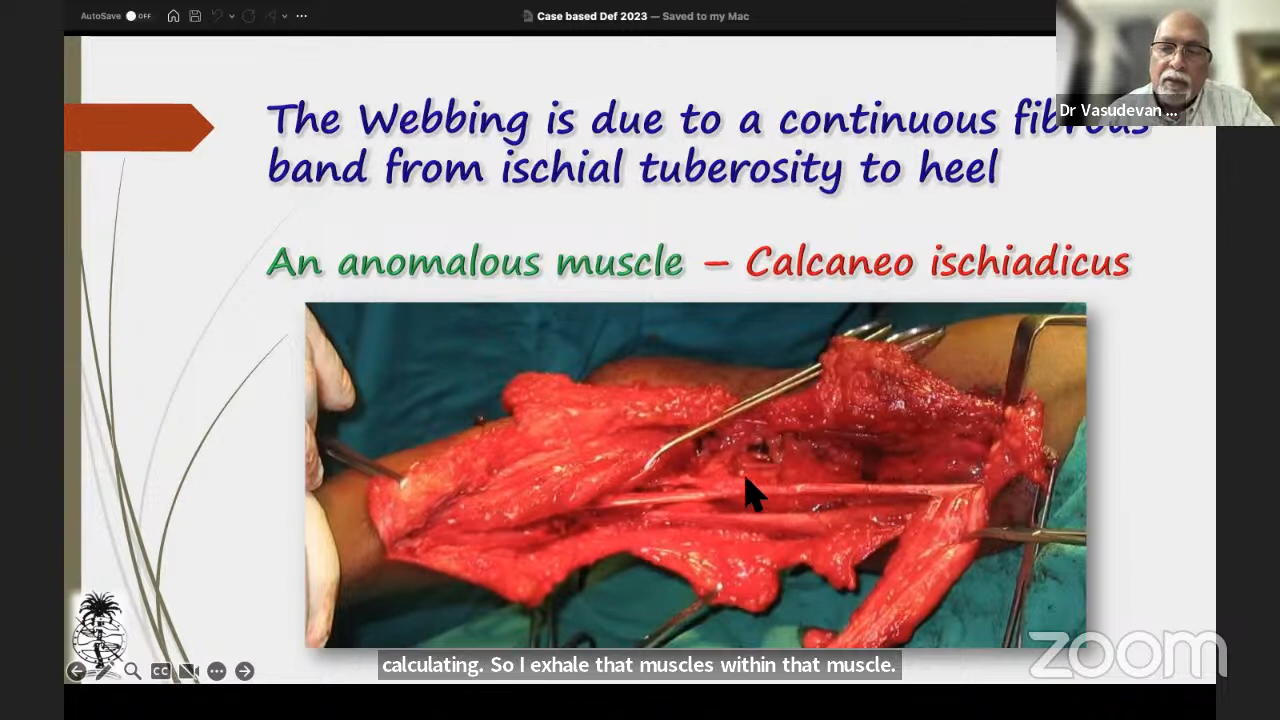 AutoSave OFF
Case based Def 2023 — Saved to my Mac
Dr Vasudevan ...
The Webbing is due to a continuous fibrous
band from ischial tuberosity to heel
An anomalous muscle – Calcaneo ischiadicus
CC
calculating. So I exhale that muscles within that muscle.
zoom